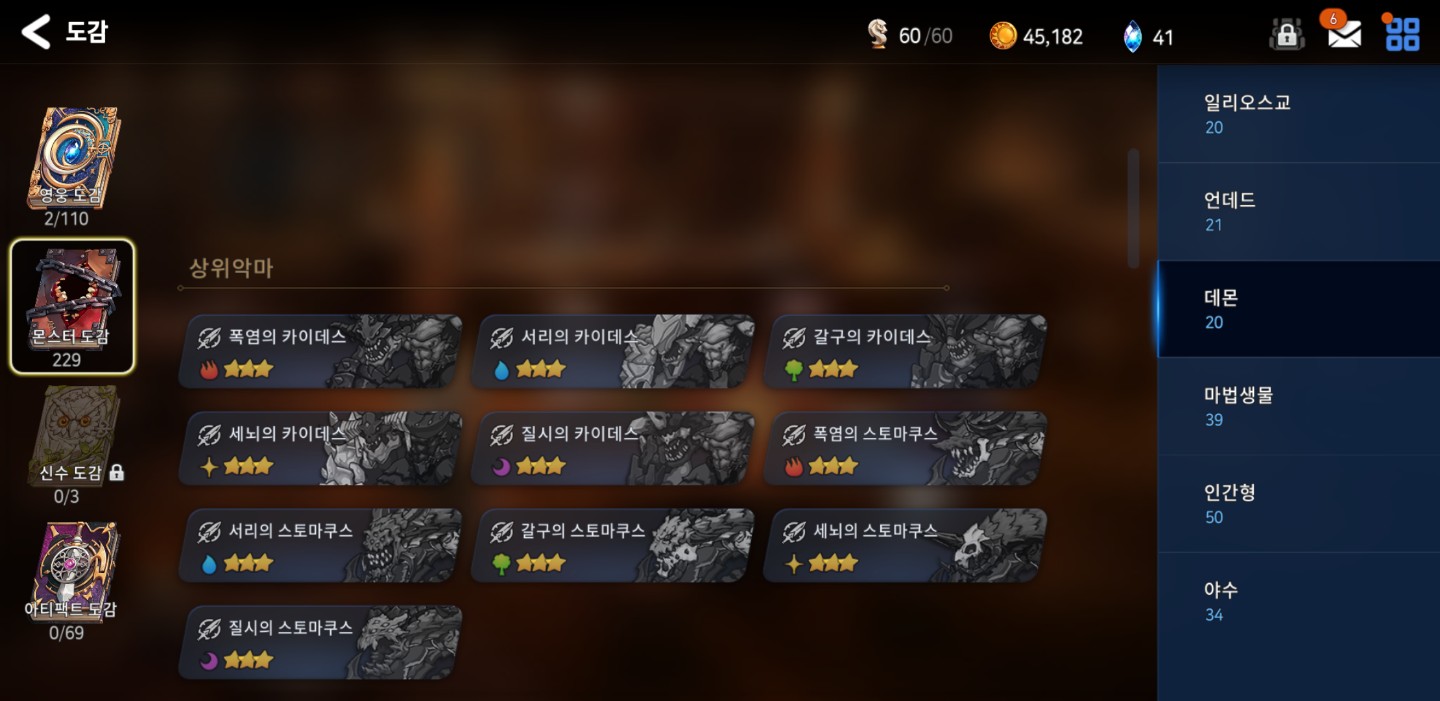 도감
60/60
45,182
41
6
영웅 도감
2/110
몬스터 도감
229
신수 도감
0/3
아티팩트 도감
0/69
상위악마
폭염의 카이데스
서리의 카이데스
갈구의 카이데스
세뇌의 카이데스
질시의 카이데스
폭염의 스토마쿠스
서리의 스토마쿠스
갈구의 스토마쿠스
세뇌의 스토마쿠스
질시의 스토마쿠스
일리오스교
20
언데드
21
데몬
20
마법생물
39
인간형
50
야수
34